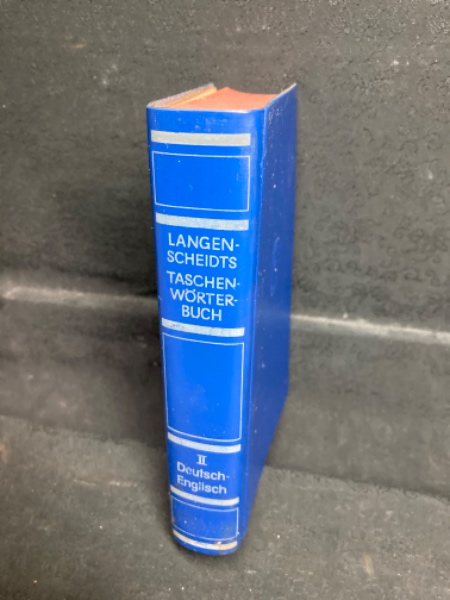 LANGEN-
SCHEIDTS
TASCHEN-
WÖRTER-
BUCH
II
Deutsch-
Englisch